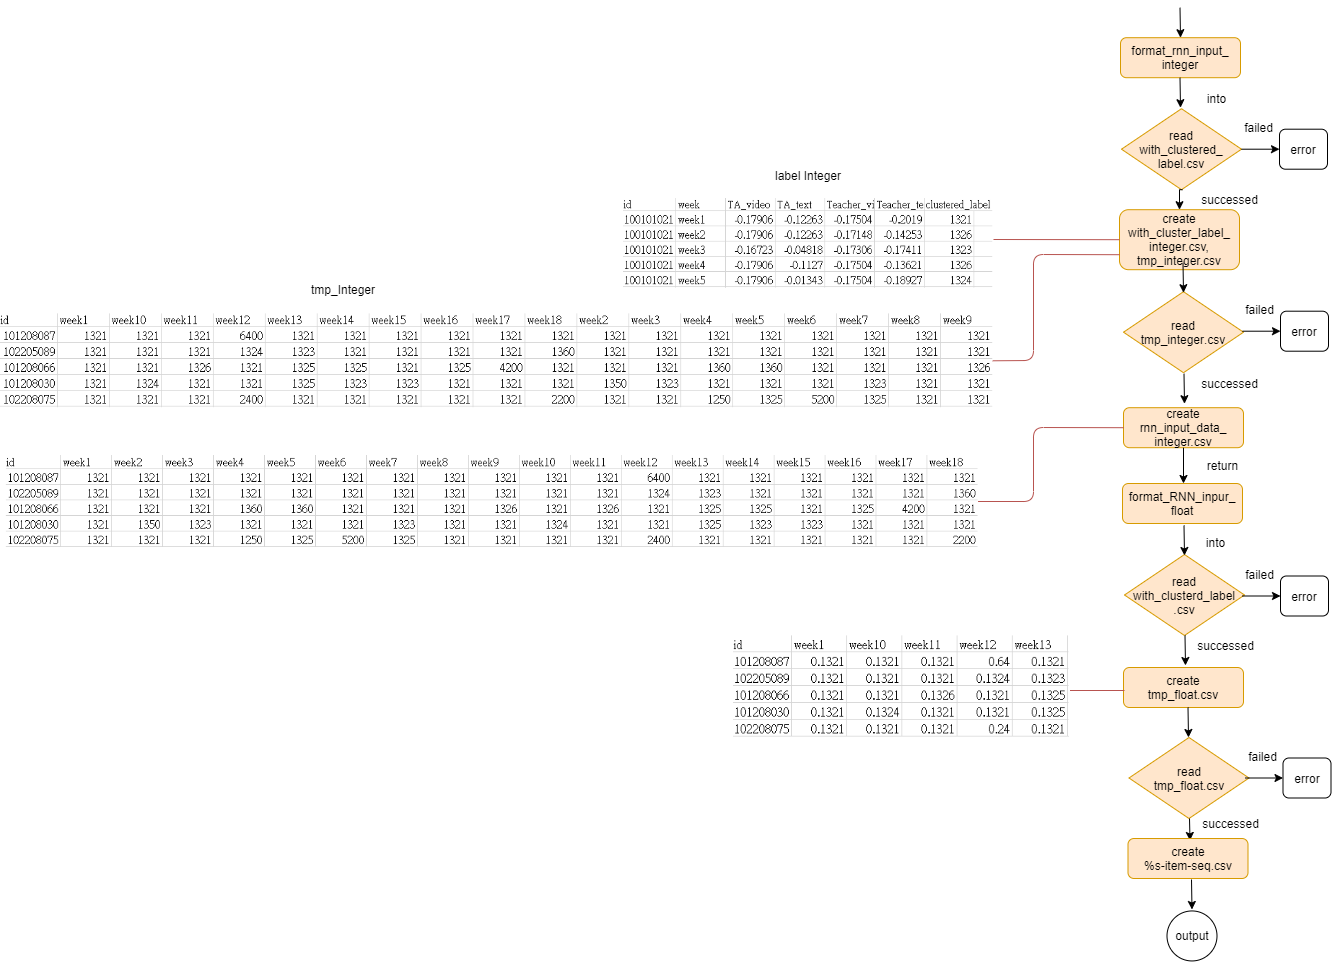 format_rnn_input_
integer
into
read
with_clustered_
label.csv
failed
error
successed
label Integer
id week TA_video TA_text Teacher_vi Teacher_te clustered_label
100101021 week1 -0.17906 -0.12263 -0.17504 -0.2019 1321
100101021 week2 -0.17906 -0.12263 -0.17148 -0.14253 1326
100101021 week3 -0.16723 -0.04818 -0.17306 -0.17411 1323
100101021 week4 -0.17906 -0.1127 -0.17504 -0.13621 1326
100101021 week5 -0.17906 -0.01343 -0.17504 -0.18927 1324
create
with_cluster_label_
integer.csv,
tmp_integer.csv
tmp_Integer
id week1 week10 week11 week12 week13 week14 week15 week16 week17 week18 week2 week3 week4 week5 week6 week7 week8 week9
101208087 1321 1321 1321 6400 1321 1321 1321 1321 1321 1321 1321 1321 1321 1321 1321 1321 1321 1321
102205089 1321 1321 1321 1324 1323 1321 1321 1321 1321 1360 1321 1321 1321 1321 1321 1321 1321 1321
101208066 1321 1321 1326 1321 1325 1325 1321 1325 4200 1321 1321 1321 1360 1360 1321 1321 1321 1326
101208030 1321 1324 1321 1321 1325 1323 1323 1321 1321 1321 1350 1323 1321 1321 1321 1323 1321 1321
102208075 1321 1321 1321 2400 1321 1321 1321 1321 1321 2200 1321 1321 1250 1325 5200 1325 1321 1321
read
tmp_integer.csv
failed
error
successed
create
rnn_input_data_
integer.csv
return
id week1 week2 week3 week4 week5 week6 week7 week8 week9 week10 week11 week12 week13 week14 week15 week16 week17 week18
101208087 1321 1321 1321 1321 1321 1321 1321 1321 1321 1321 1321 6400 1321 1321 1321 1321 1321 1321
102205089 1321 1321 1321 1321 1321 1321 1321 1321 1321 1321 1321 1324 1323 1321 1321 1321 1321 1360
101208066 1321 1321 1321 1360 1360 1321 1321 1321 1326 1321 1326 1321 1325 1325 1321 1325 4200 1321
101208030 1321 1350 1323 1321 1321 1321 1323 1321 1321 1324 1321 1321 1325 1323 1323 1321 1321 1321
102208075 1321 1321 1321 1250 1325 5200 1325 1321 1321 1321 1321 2400 1321 1321 1321 1321 1321 2200
format_RNN_inpur_
float
into
read
with_clusterd_label
.csv
failed
error
successed
id week1 week10 week11 week12 week13
101208087 0.1321 0.1321 0.1321 0.64 0.1321
102205089 0.1321 0.1321 0.1321 0.1324 0.1323
101208066 0.1321 0.1321 0.1326 0.1321 0.1325
101208030 0.1321 0.1324 0.1321 0.1321 0.1325
102208075 0.1321 0.1321 0.1321 0.24 0.1321
create
tmp_float.csv
read
tmp_float.csv
failed
error
successed
create
%s-item-seq.csv
output